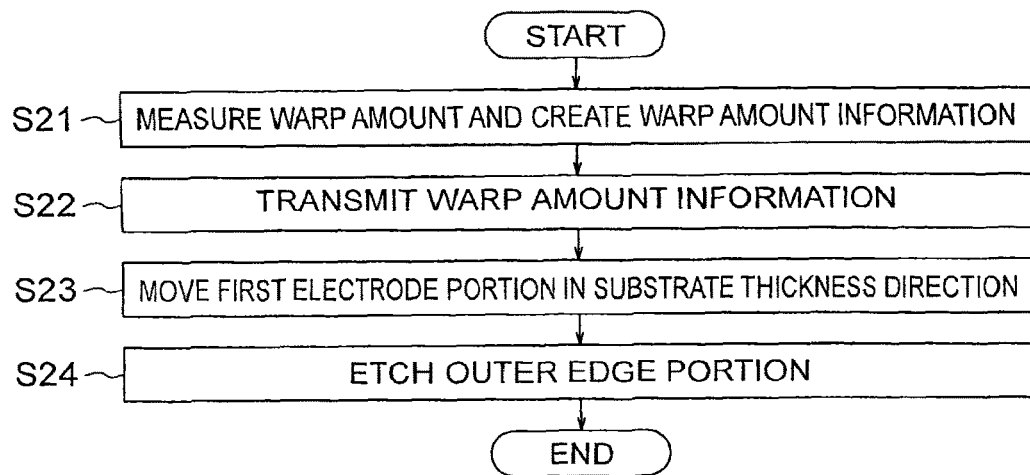 START
S21 MEASURE WARP AMOUNT AND CREATE WARP AMOUNT INFORMATION
S22 TRANSMIT WARP AMOUNT INFORMATION
S23 MOVE FIRST ELECTRODE PORTION IN SUBSTRATE THICKNESS DIRECTION
S24 ETCH OUTER EDGE PORTION
END